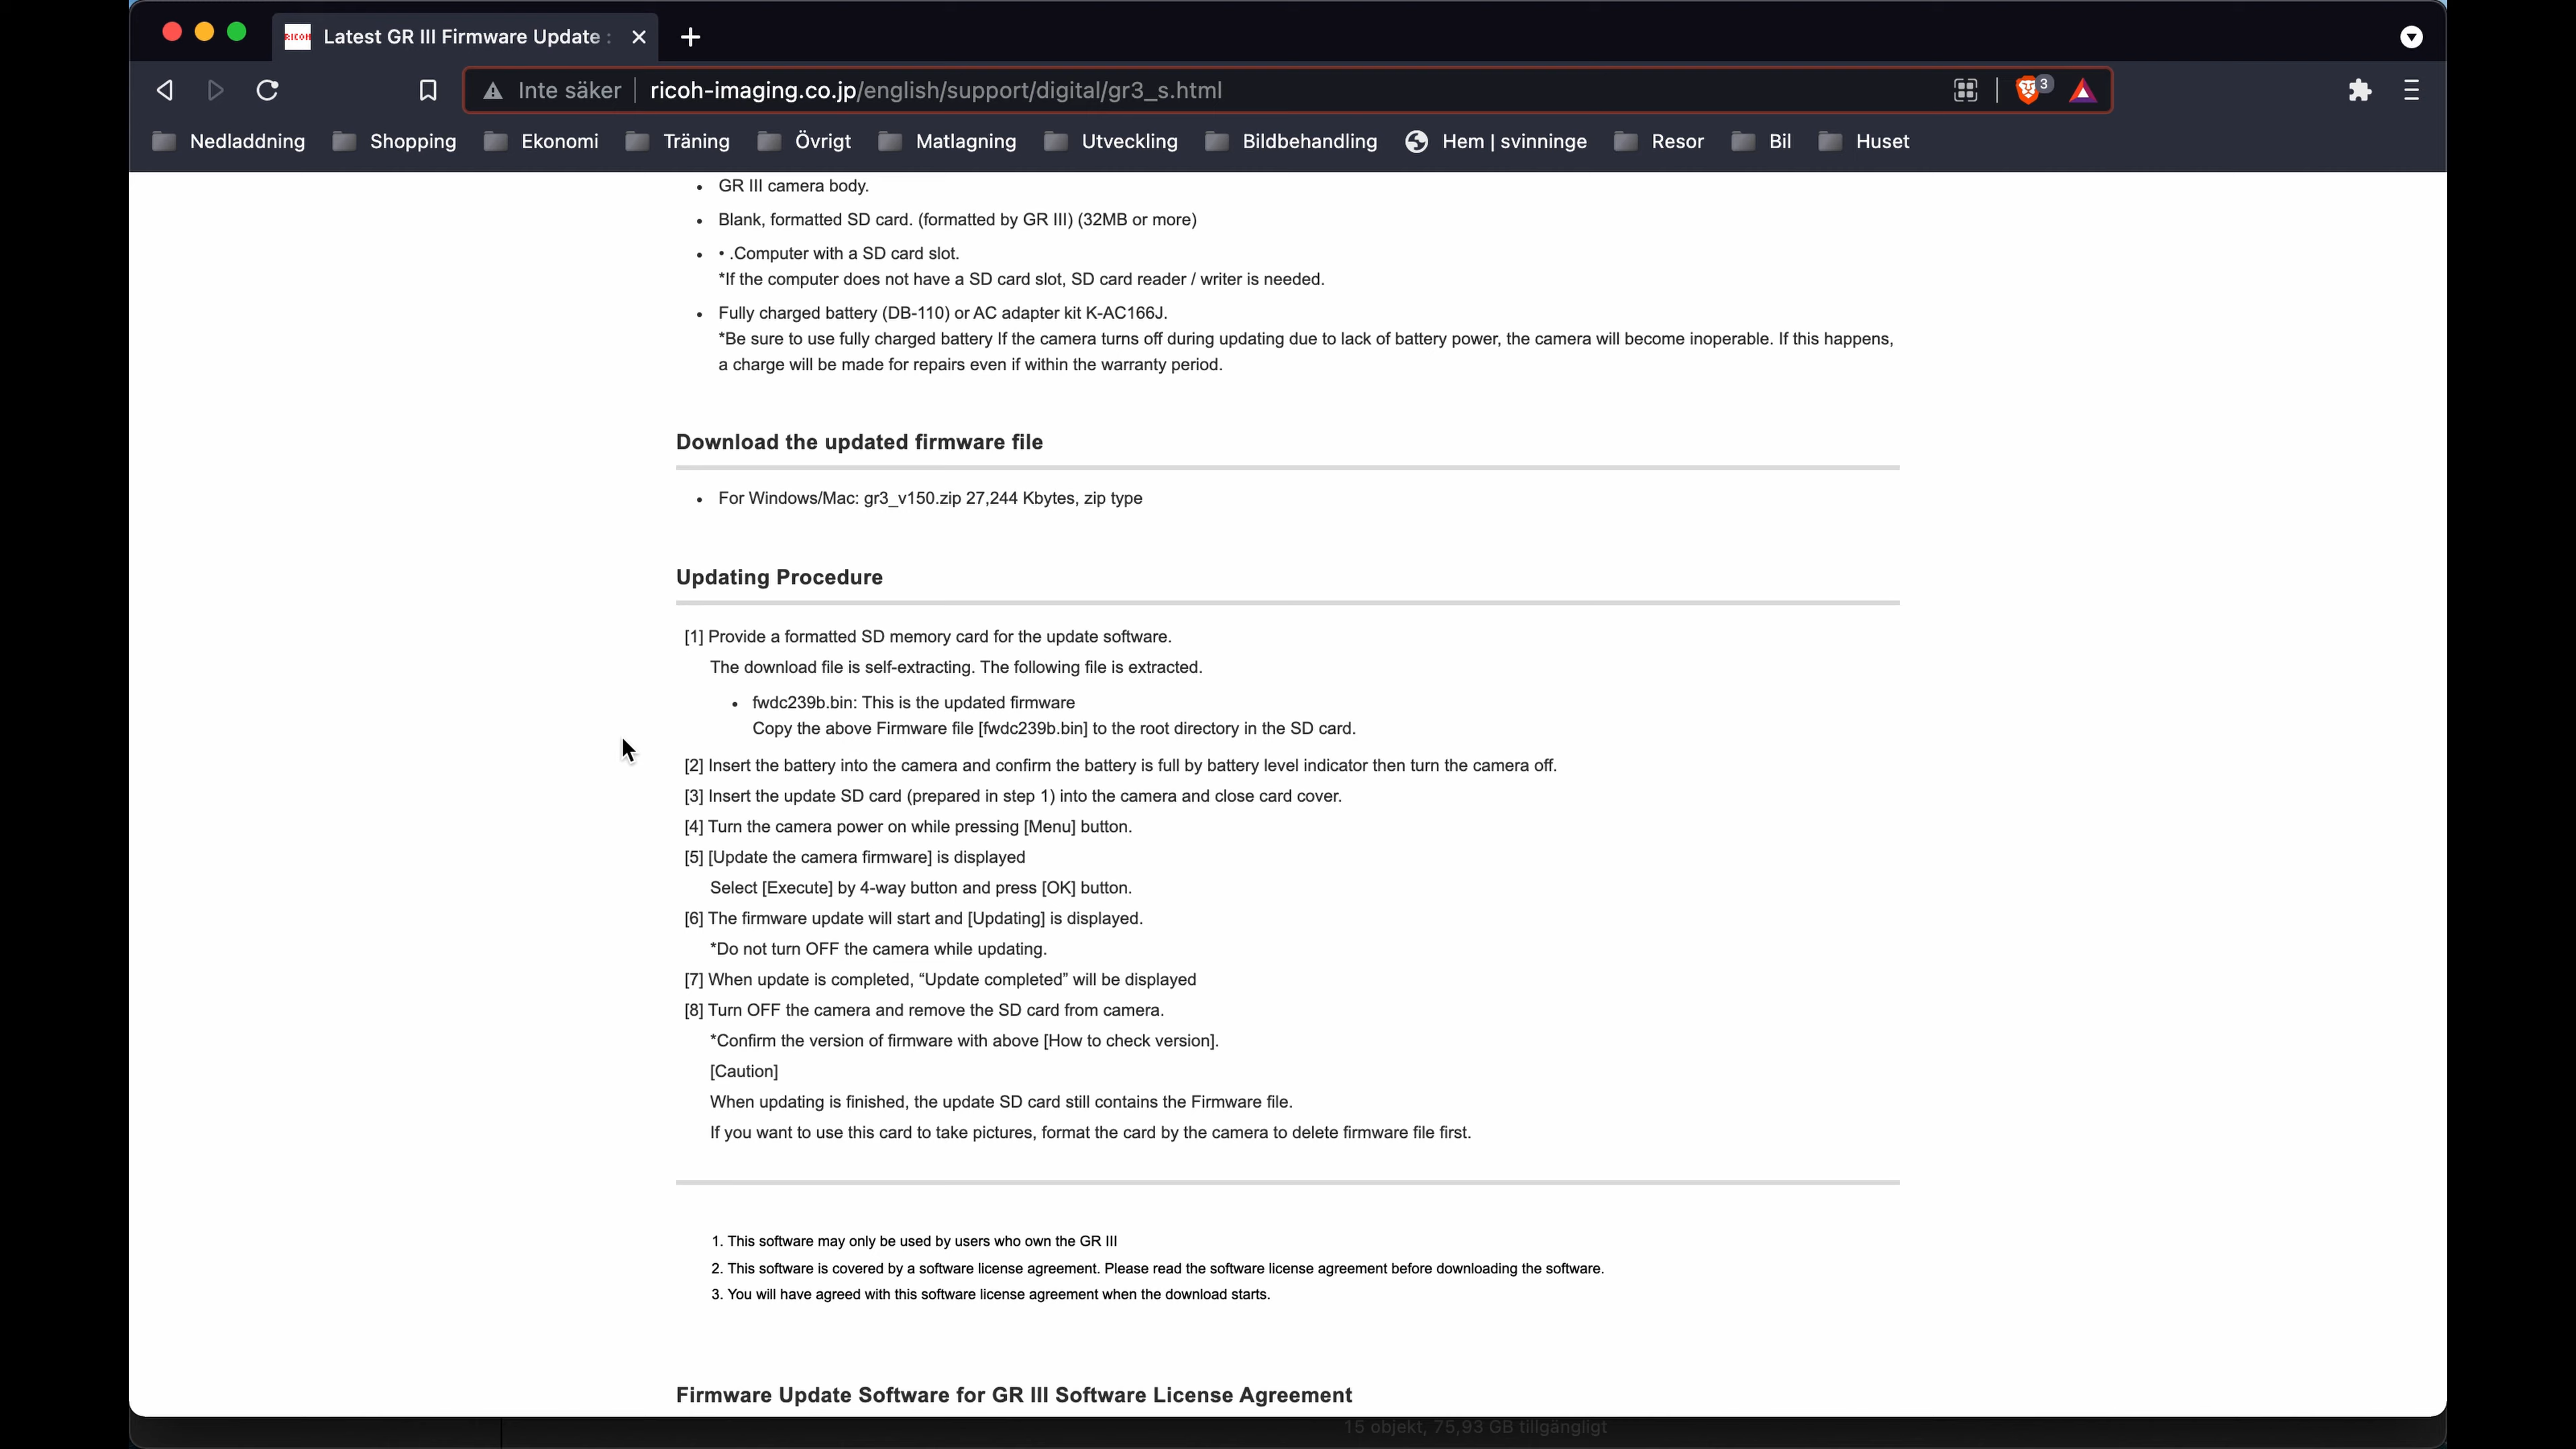 RICOH
Latest GR III Firmware Update :
Inte säker
ricoh-imaging.co.jp/english/support/digital/gr3_s.html
3
Nedladdning
Shopping
Ekonomi
Träning
Övrigt
Matlagning
Utveckling
Bildbehandling
Hem | svinninge
Resor
Bil
Huset
• GR III camera body.
• Blank, formatted SD card. (formatted by GR III) (32MB or more)
• • .Computer with a SD card slot.
*If the computer does not have a SD card slot, SD card reader / writer is needed.
• Fully charged battery (DB-110) or AC adapter kit K-AC166J.
*Be sure to use fully charged battery If the camera turns off during updating due to lack of battery power, the camera will become inoperable. If this happens,
a charge will be made for repairs even if within the warranty period.
Download the updated firmware file
• For Windows/Mac: gr3_v150.zip 27,244 Kbytes, zip type
Updating Procedure
[1] Provide a formatted SD memory card for the update software.
The download file is self-extracting. The following file is extracted.
• fwdc239b.bin: This is the updated firmware
Copy the above Firmware file [fwdc239b.bin] to the root directory in the SD card.
[2] Insert the battery into the camera and confirm the battery is full by battery level indicator then turn the camera off.
[3] Insert the update SD card (prepared in step 1) into the camera and close card cover.
[4] Turn the camera power on while pressing [Menu] button.
[5] [Update the camera firmware] is displayed
Select [Execute] by 4-way button and press [OK] button.
[6] The firmware update will start and [Updating] is displayed.
*Do not turn OFF the camera while updating.
[7] When update is completed, “Update completed” will be displayed
[8] Turn OFF the camera and remove the SD card from camera.
*Confirm the version of firmware with above [How to check version].
[Caution]
When updating is finished, the update SD card still contains the Firmware file.
If you want to use this card to take pictures, format the card by the camera to delete firmware file first.
1. This software may only be used by users who own the GR III
2. This software is covered by a software license agreement. Please read the software license agreement before downloading the software.
3. You will have agreed with this software license agreement when the download starts.
Firmware Update Software for GR III Software License Agreement
15 objekt, 75,93 GB tillgängligt